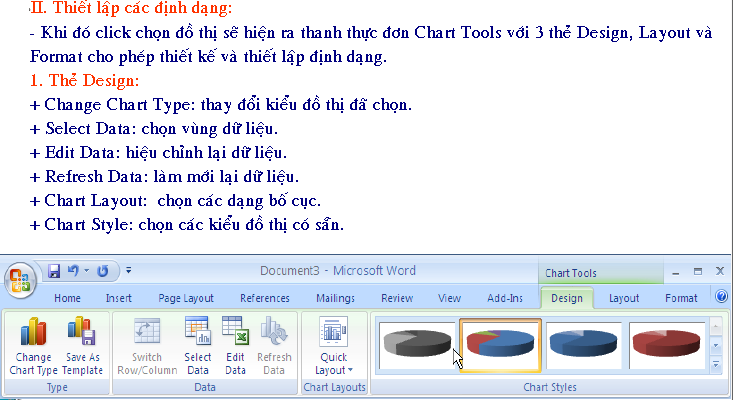 II. Thiết lập các định dạng:
- Khi đó click chọn đồ thị sẽ hiện ra thanh thực đơn Chart Tools với 3 thẻ Design, Layout và
Format cho phép thiết kế và thiết lập định dạng.
1. Thẻ Design:
+ Change Chart Type: thay đổi kiểu đồ thị đã chọn.
+ Select Data: chọn vùng dữ liệu.
+ Edit Data: hiệu chỉnh lại dữ liệu.
+ Refresh Data: làm mới lại dữ liệu.
+ Chart Layout: chọn các dạng bố cục.
+ Chart Style: chọn các kiểu đồ thị có sẵn.
Document3 - Microsoft Word Chart Tools
Home Insert Page Layout References Mailings Review View Add-Ins Design Layout Format
Change Save As Switch Select Edit Refresh Quick
Chart Type Template Row/Column Data Data Data Layout
Type Data Chart Layouts Chart Styles